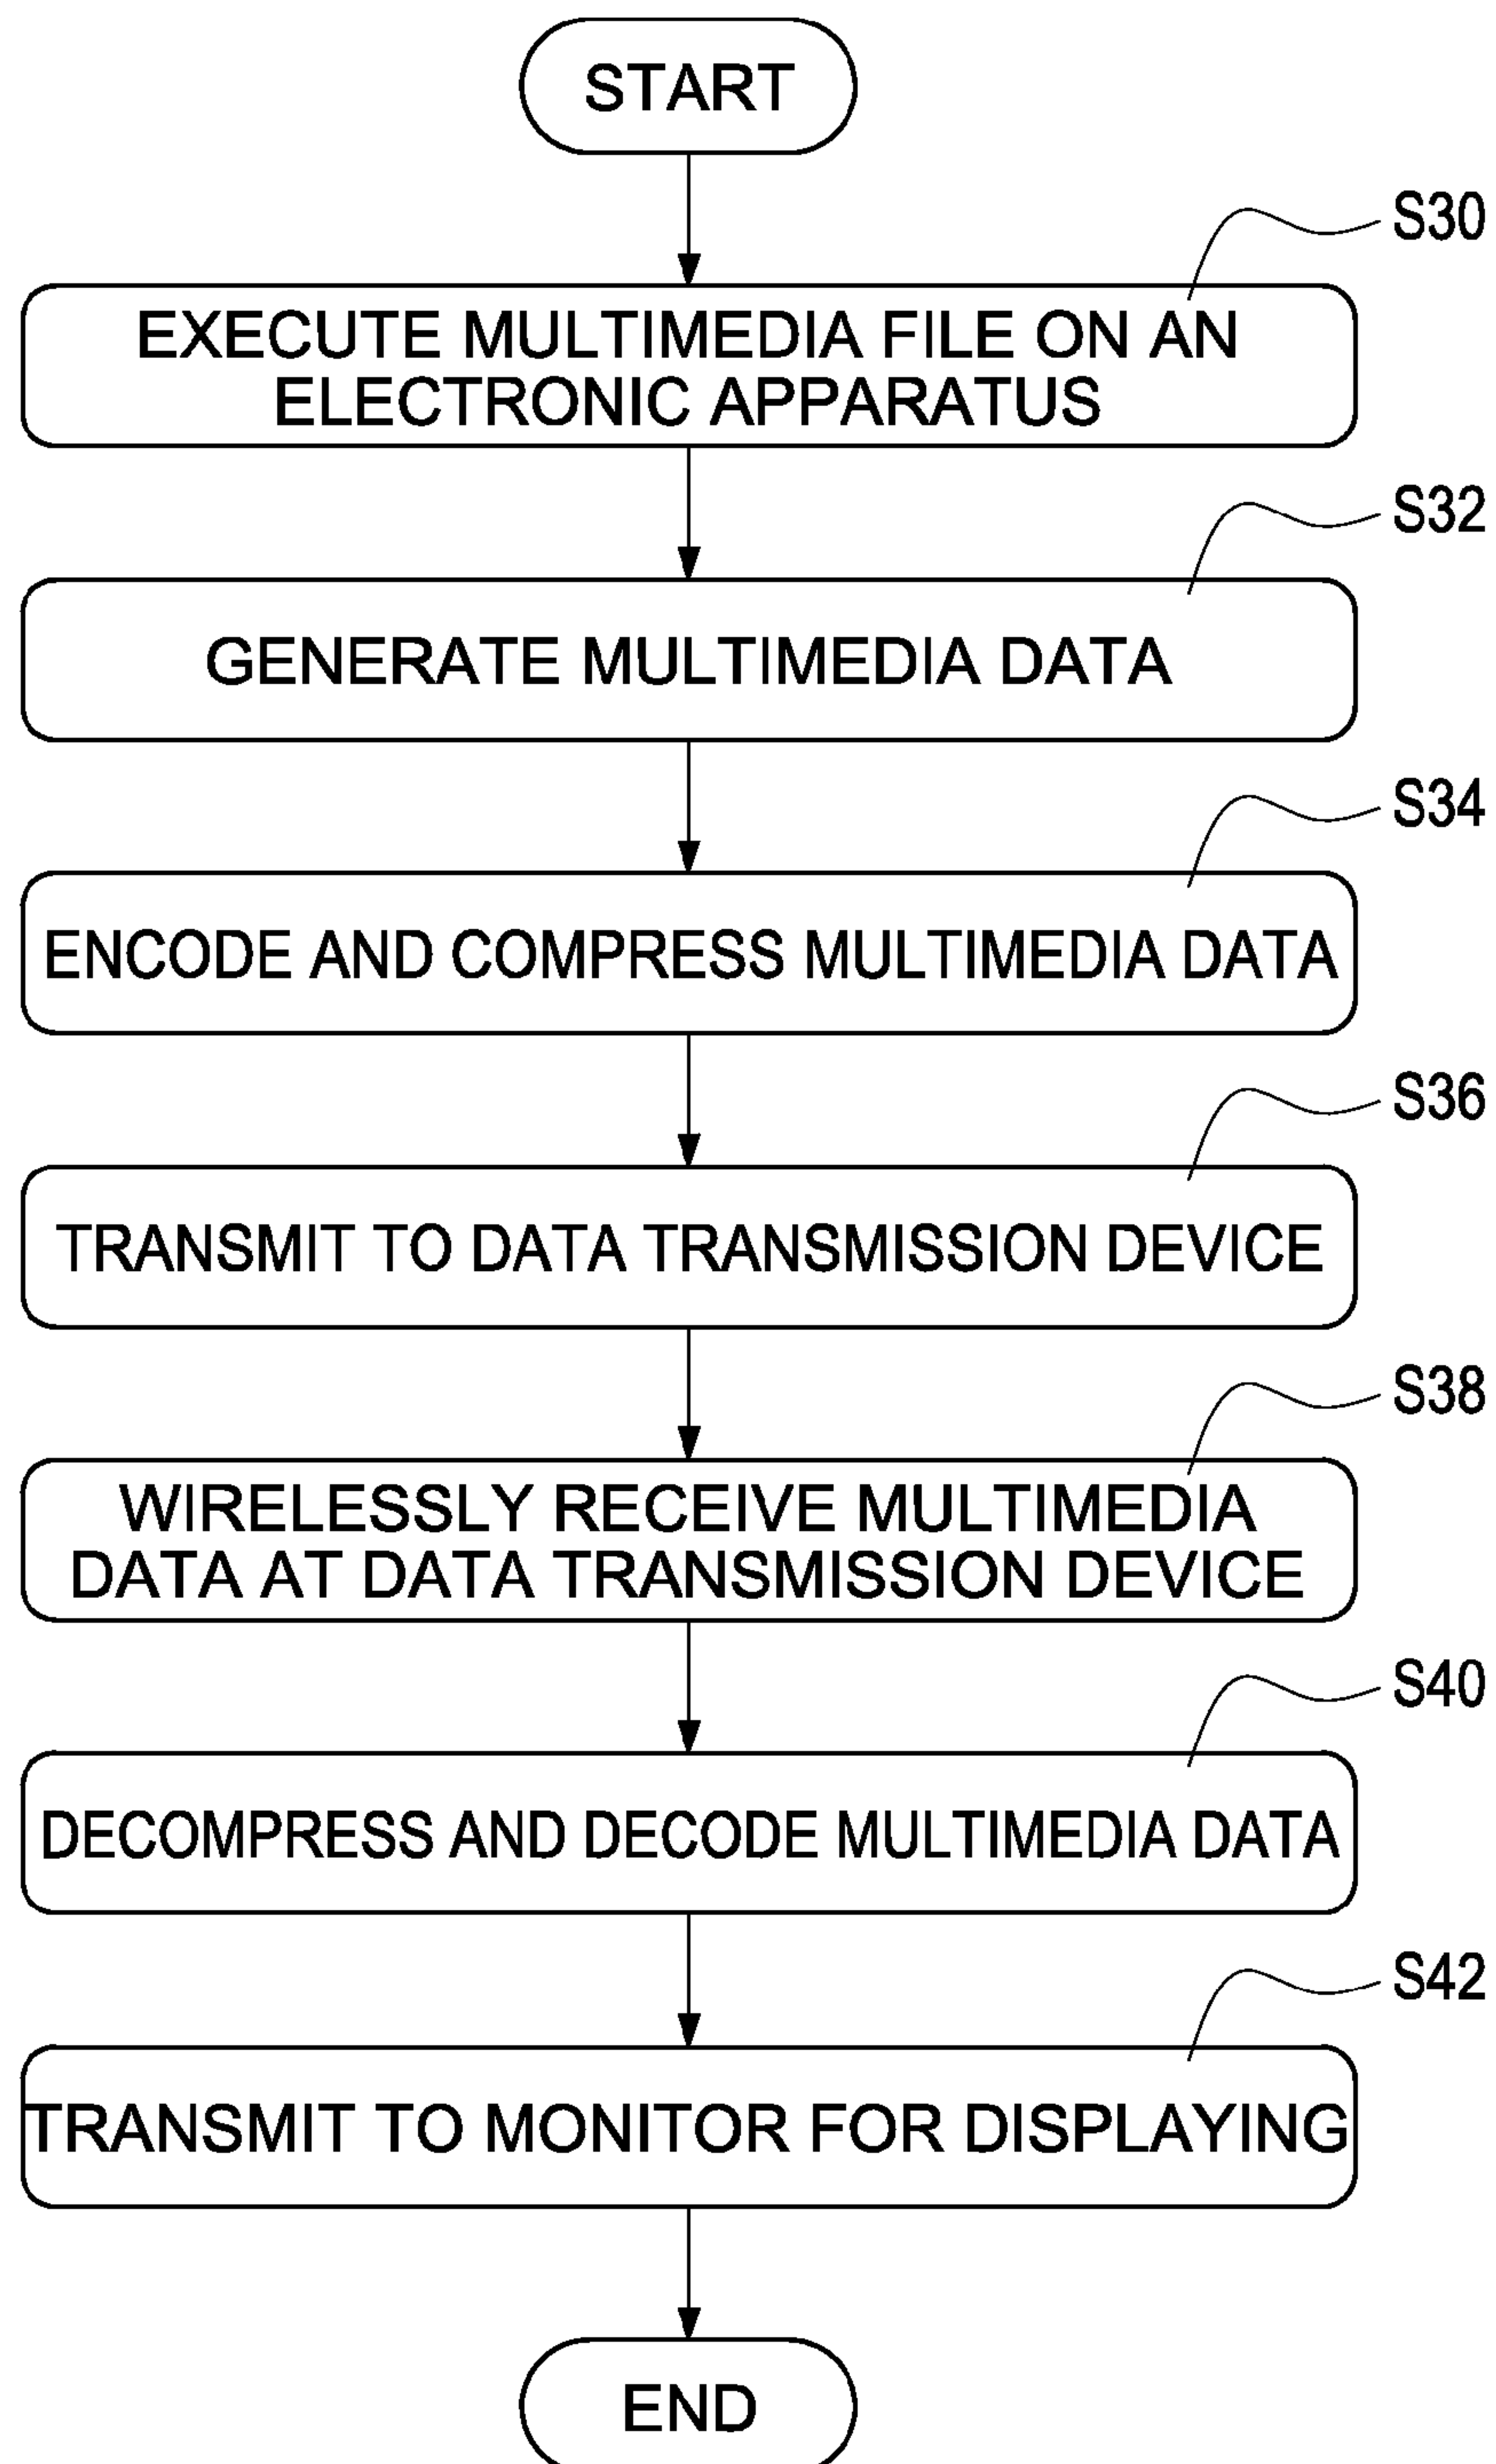 START
S30
EXECUTE MULTIMEDIA FILE ON AN
ELECTRONIC APPARATUS
S32
GENERATE MULTIMEDIA DATA
S34
ENCODE AND COMPRESS MULTIMEDIA DATA
S36
TRANSMIT TO DATA TRANSMISSION DEVICE
S38
WIRELESSLY RECEIVE MULTIMEDIA
DATA AT DATA TRANSMISSION DEVICE
S40
DECOMPRESS AND DECODE MULTIMEDIA DATA
S42
TRANSMIT TO MONITOR FOR DISPLAYING
END